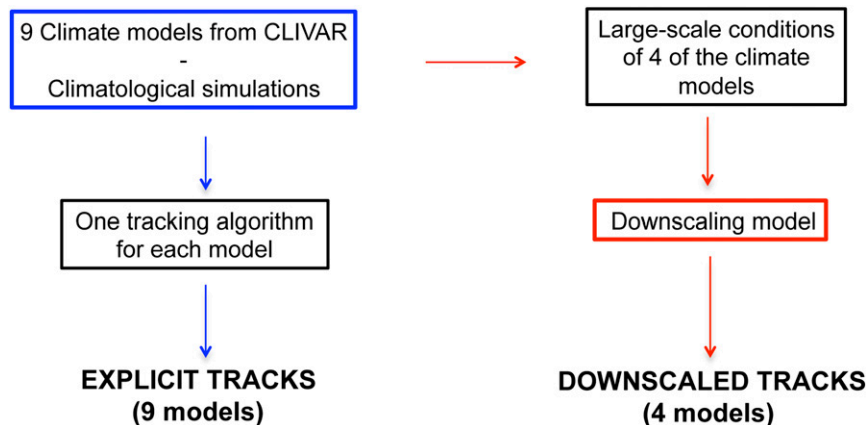 9 Climate models from CLIVAR
-
Climatological simulations
Large-scale conditions
of 4 of the climate
models
One tracking algorithm
for each model
Downscaling model
EXPLICIT TRACKS
(9 models)
DOWNSCALED TRACKS
(4 models)